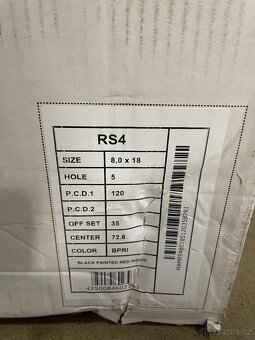 RS4
SIZE 8,0 x 18
HOLE 5
P.C.D.1 120
P.C.D.2
OFF SET 35
CENTER 72.6
COLOR BPRI
BLACK PAINTED RED INSIDE